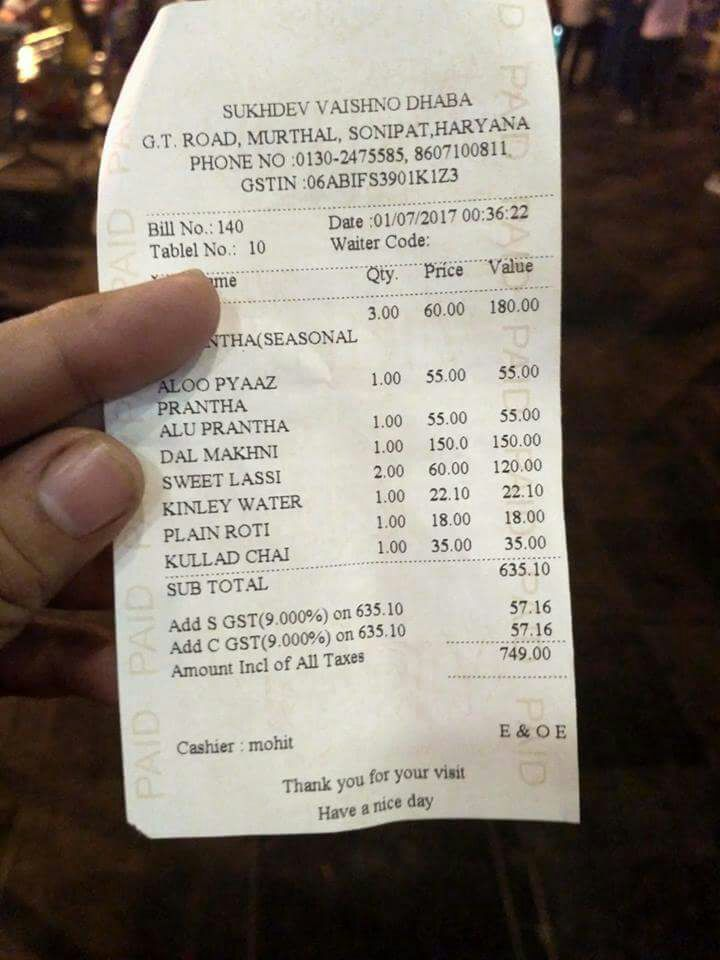 SUKHDEV VAISHNO DHABA
G.T. ROAD, MURTHAL, SONIPAT,HARYANA
PHONE NO :0130-2475585, 8607100811
GSTIN :06ABIFS3901K1Z3
Bill No.: 140 Date :01/07/2017 00:36:22
Tablel No.: 10 Waiter Code:
me Qty. Price Value
3.00 60.00 180.00
NTHA(SEASONAL
ALOO PYAAZ 1.00 55.00 55.00
PRANTHA
ALU PRANTHA 1.00 55.00 55.00
DAL MAKHNI 1.00 150.0 150.00
SWEET LASSI 2.00 60.00 120.00
KINLEY WATER 1.00 22.10 22.10
PLAIN ROTI 1.00 18.00 18.00
KULLAD CHAI 1.00 35.00 35.00
SUB TOTAL 635.10
Add S GST(9.000%) on 635.10 57.16
Add C GST(9.000%) on 635.10 57.16
Amount Incl of All Taxes 749.00
Cashier : mohit E & O E
Thank you for your visit
Have a nice day
PAID PAID PAID PAID
PAID PAID PAID PAID